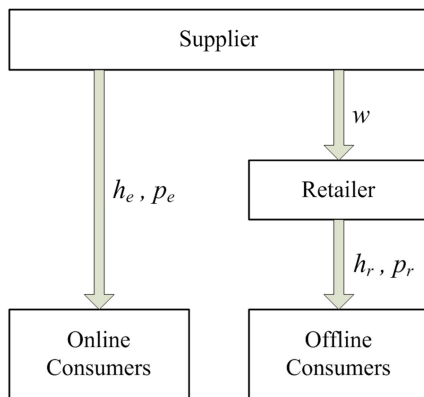 Supplier
w
Retailer
h_e , p_e
h_r , p_r
Online
Consumers
Offline
Consumers